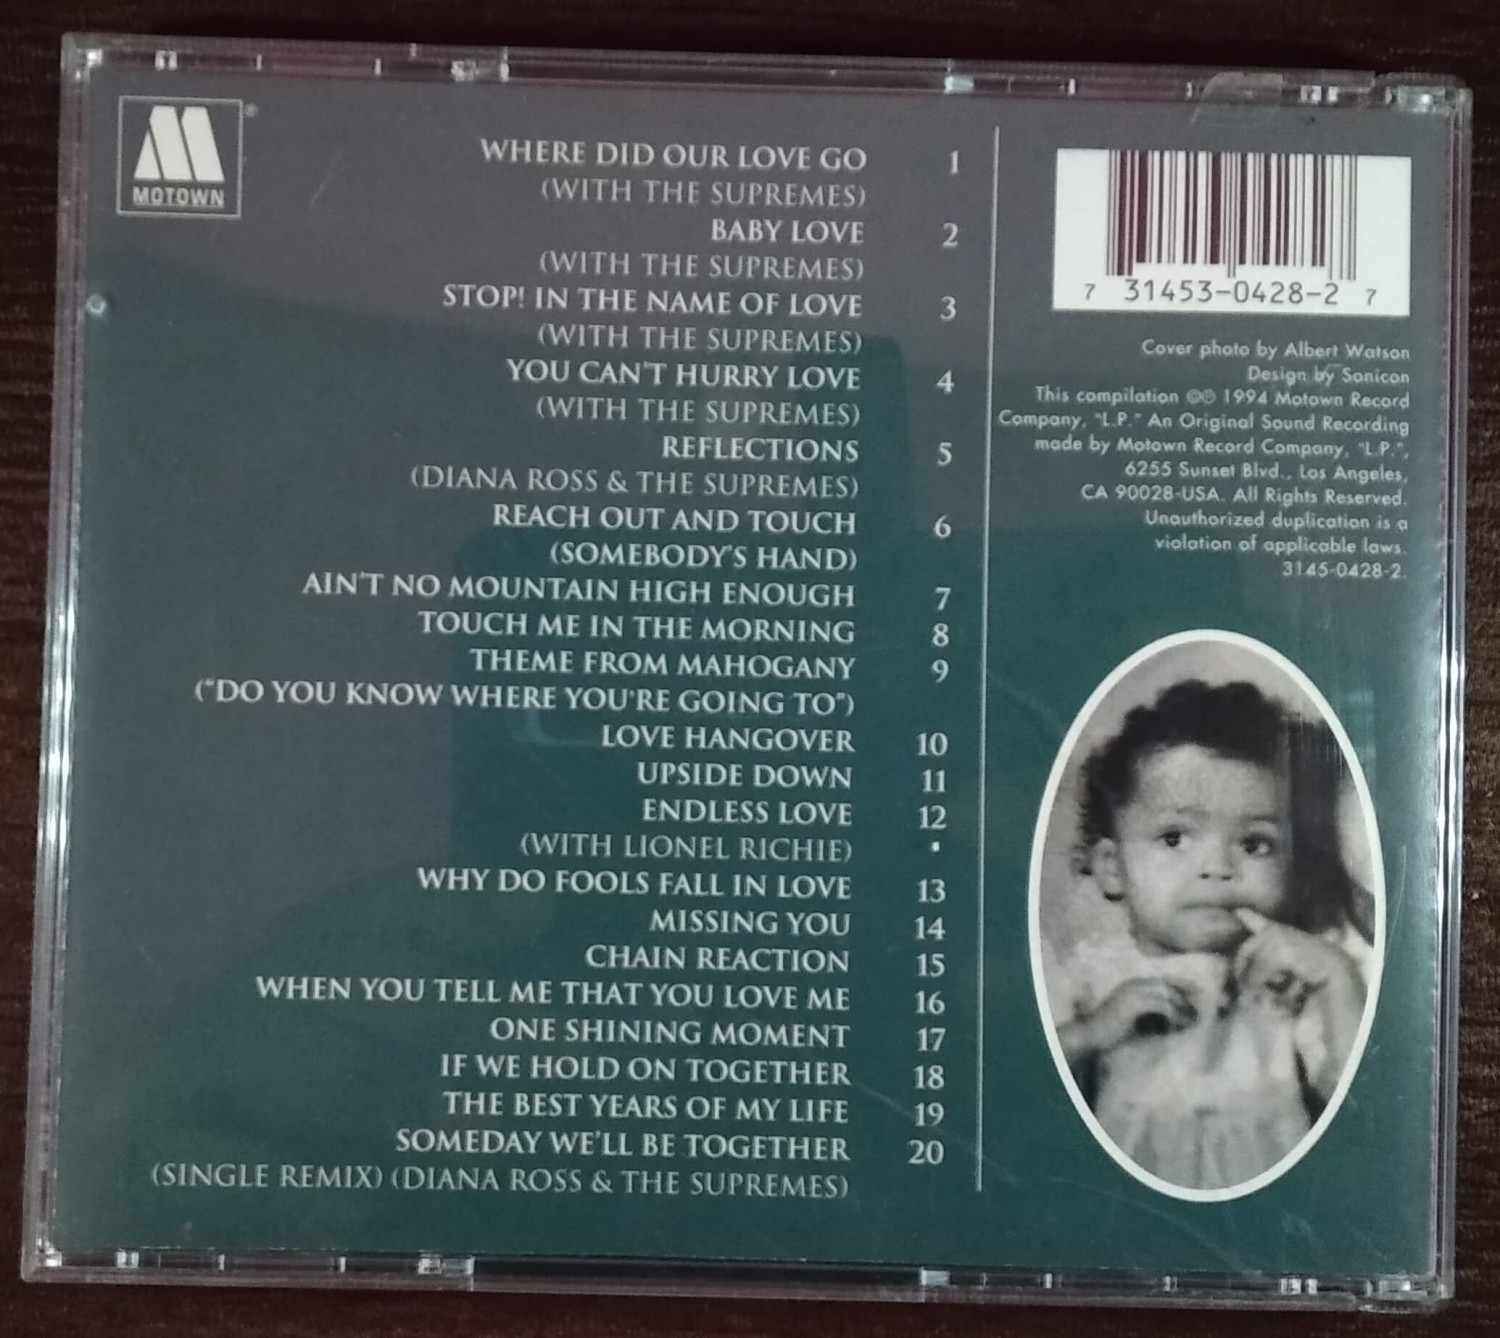 MOTOWN
®
WHERE DID OUR LOVE GO 1
(WITH THE SUPREMES)
BABY LOVE 2
(WITH THE SUPREMES)
STOP! IN THE NAME OF LOVE 3
(WITH THE SUPREMES)
YOU CAN'T HURRY LOVE 4
(WITH THE SUPREMES)
REFLECTIONS 5
(DIANA ROSS & THE SUPREMES)
REACH OUT AND TOUCH 6
(SOMEBODY'S HAND)
AIN'T NO MOUNTAIN HIGH ENOUGH 7
TOUCH ME IN THE MORNING 8
THEME FROM MAHOGANY 9
("DO YOU KNOW WHERE YOU'RE GOING TO")
LOVE HANGOVER 10
UPSIDE DOWN 11
ENDLESS LOVE 12
(WITH LIONEL RICHIE)
WHY DO FOOLS FALL IN LOVE 13
MISSING YOU 14
CHAIN REACTION 15
WHEN YOU TELL ME THAT YOU LOVE ME 16
ONE SHINING MOMENT 17
IF WE HOLD ON TOGETHER 18
THE BEST YEARS OF MY LIFE 19
SOMEDAY WE'LL BE TOGETHER 20
(SINGLE REMIX) (DIANA ROSS & THE SUPREMES)
7 31453-0428-2 7
Cover photo by Albert Watson
Design by Sonicon
This compilation ©℗ 1994 Motown Record
Company, "L.P." An Original Sound Recording
made by Motown Record Company, "L.P.",
6255 Sunset Blvd., Los Angeles,
CA 90028-USA. All Rights Reserved.
Unauthorized duplication is a
violation of applicable laws.
3145-0428-2.